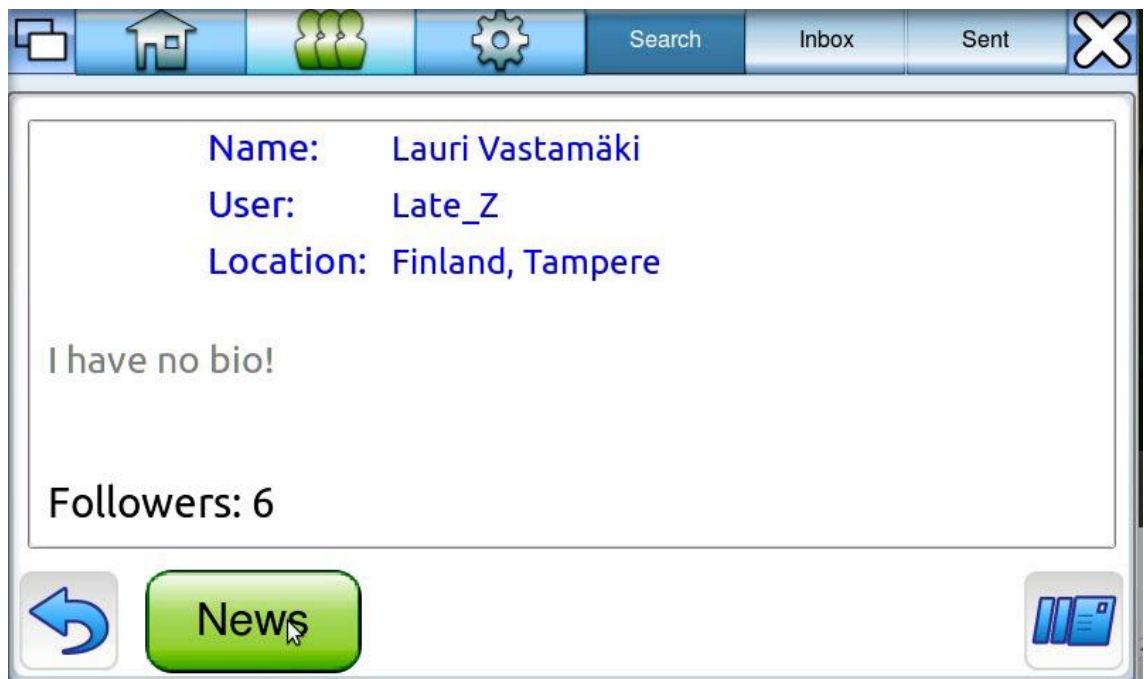 Search Inbox Sent
Name: Lauri Vastamäki
User: Late_Z
Location: Finland, Tampere
I have no bio!
Followers: 6
News